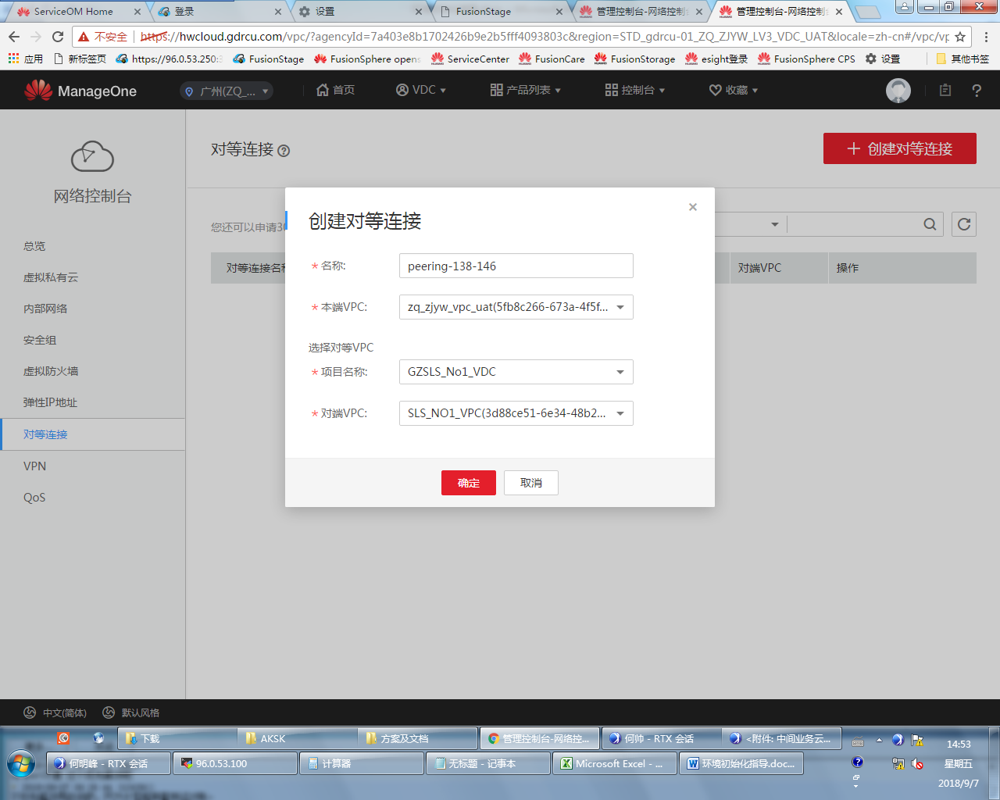 ServiceOM Home
登录
设置
FusionStage
管理控制台-网络控制
管理控制台-网络控制
不安全
https://hwcloud.gdrcu.com/vpc/?agencyId=7a403e8b1702426b9e2b5fff4093803c&region=STD_gdrcu-01_ZQ_ZJYW_LV3_VDC_UAT&locale=zh-cn#/vpc/vp
应用
新标签页
https://96.0.53.250:3
FusionStage
FusionSphere opens
ServiceCenter
FusionCare
FusionStorage
esight登录
FusionSphere CPS
设置
其他书签
HUAWEI
ManageOne
广州(ZQ_...
首页
VDC
产品列表
控制台
收藏
网络控制台
总览
虚拟私有云
内部网络
安全组
虚拟防火墙
弹性IP地址
对等连接
VPN
QoS
对等连接
创建对等连接
您还可以申请30
对等连接名称
对端VPC
操作
创建对等连接
* 名称:
peering-138-146
* 本端VPC:
zq_zjyw_vpc_uat(5fb8c266-673a-4f5f...
选择对等VPC
* 项目名称:
GZSLS_No1_VDC
* 对端VPC:
SLS_NO1_VPC(3d88ce51-6e34-48b2...
确定
取消
中文(简体)
默认风格
下载
AKSK
方案及文档
管理控制台-网络控...
何帅 - RTX 会话
<附件: 中间业务云...
何明峰 - RTX 会话
96.0.53.100
计算器
无标题 - 记事本
Microsoft Excel - ...
环境初始化指导.doc...
14:53
星期五
2018/9/7